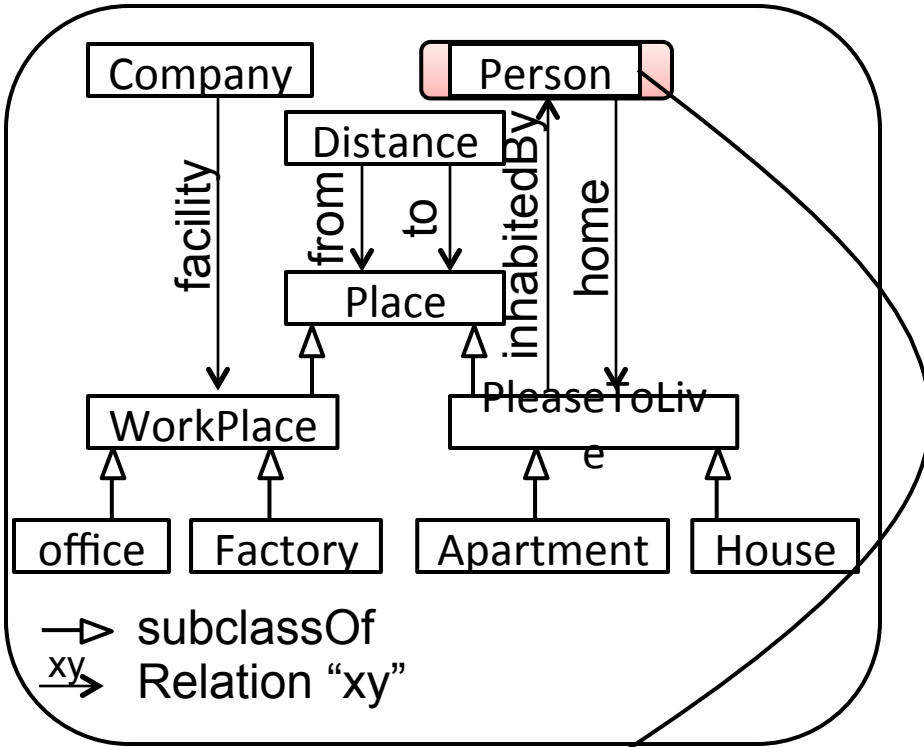 Company
Person
Distance
facility
from
to
inhabitedBy
home
Place
WorkPlace
PleaseToLiv
e
office
Factory
Apartment
House
subclassOf
xy
Relation “xy”